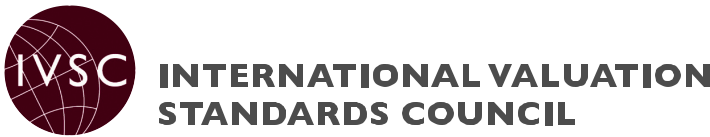 IVSC
INTERNATIONAL VALUATION
STANDARDS COUNCIL